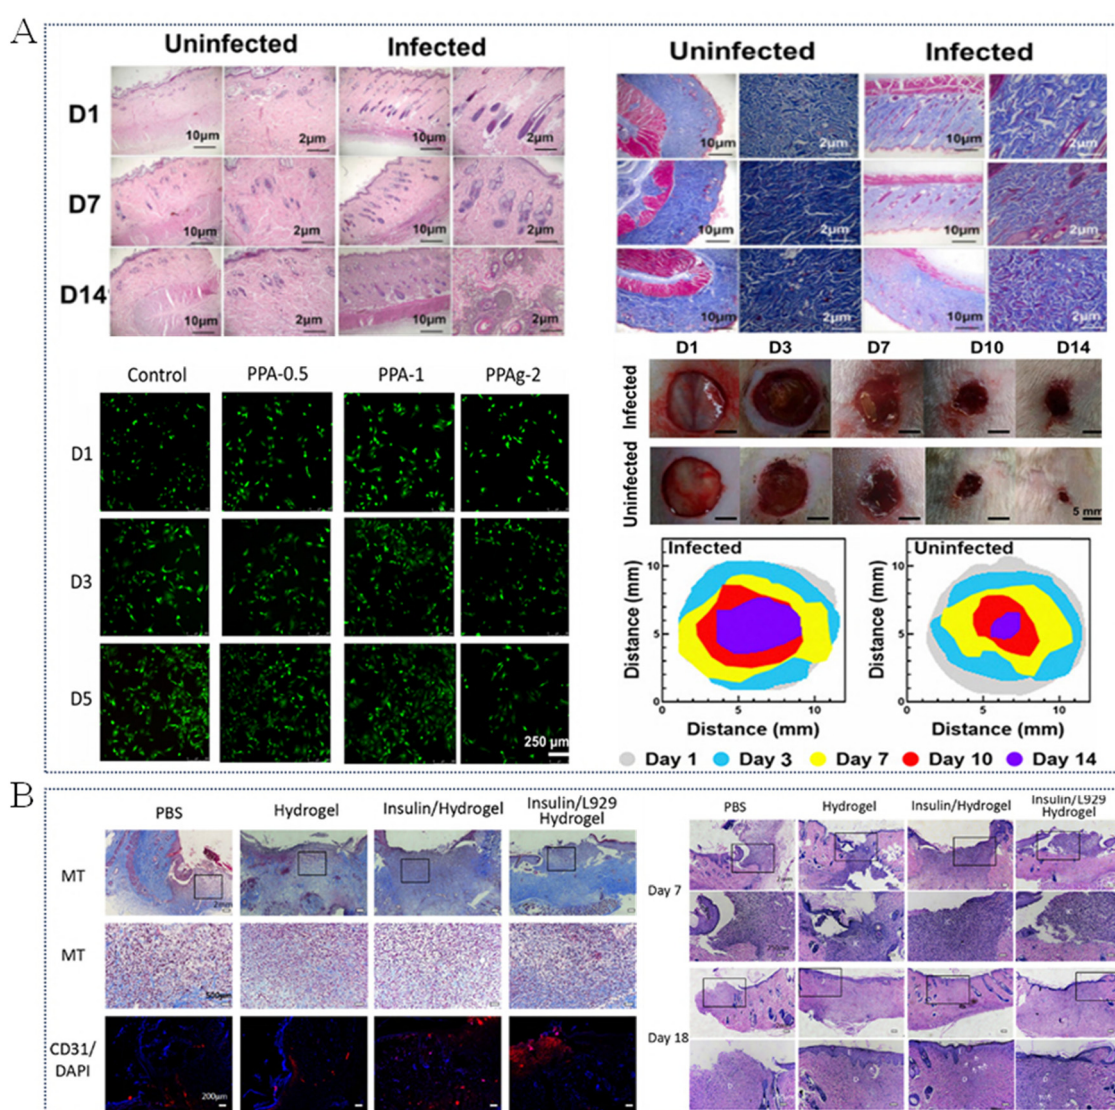 A
Uninfected Infected
D1
10μm 2μm 10μm 2μm
D7
10μm 2μm 10μm 2μm
D14
10μm 2μm 10μm 2μm
Uninfected Infected
10μm 2μm 10μm 2μm
10μm 2μm 10μm 2μm
10μm 2μm 10μm 2μm
Control PPA-0.5 PPA-1 PPAg-2
D1
D3
D5
250 μm
D1 D3 D7 D10 D14
Infected
Uninfected
5 mm
Infected
Distance (mm)
10
5
0
0 5 10
Distance (mm)
Uninfected
Distance (mm)
10
5
0
0 5 10
Distance (mm)
Day 1 Day 3 Day 7 Day 10 Day 14
B
PBS Hydrogel Insulin/Hydrogel Insulin/L929
Hydrogel
MT
2mm
MT
500μm
CD31/
DAPI
200μm
PBS Hydrogel Insulin/Hydrogel Insulin/L929
Hydrogel
Day 7
Day 18